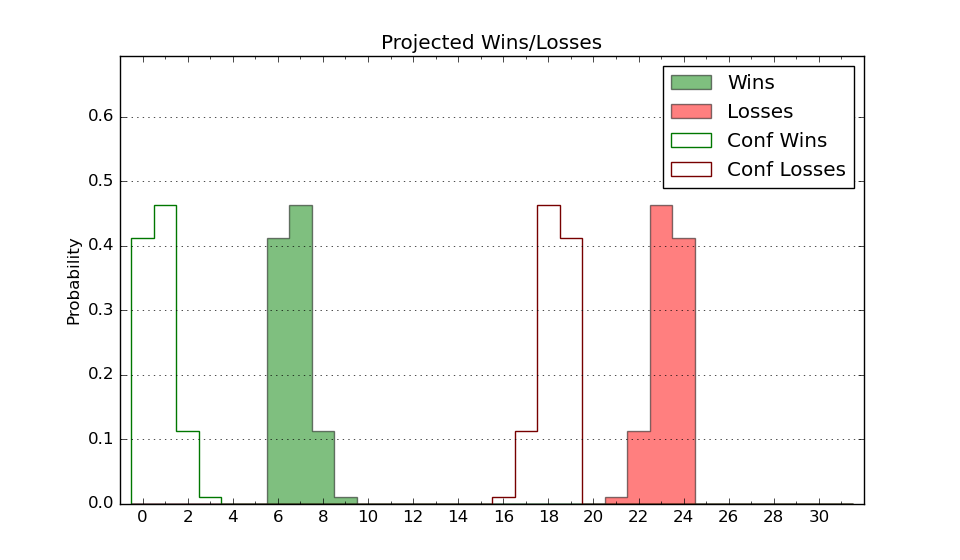 Projected Wins/Losses
Wins
Losses
Conf Wins
Conf Losses
Probability
0.6
0.5
0.4
0.3
0.2
0.1
0.0
0 2 4 6 8 10 12 14 16 18 20 22 24 26 28 30